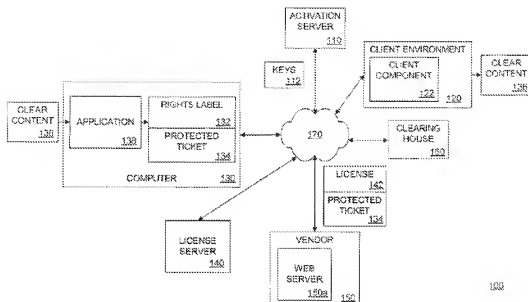 ACTIVATION
SERVER
110
KEYS
112
CLIENT ENVIRONMENT
CLIENT
COMPONENT
122
120
CLEAR
CONTENT
136
CLEAR
CONTENT
136
APPLICATION
138
RIGHTS LABEL
132
PROTECTED
TICKET
134
COMPUTER
130
170
CLEARING
HOUSE
160
LICENSE
142
PROTECTED
TICKET
134
LICENSE
SERVER
140
VENDOR
WEB
SERVER
150a
150
100